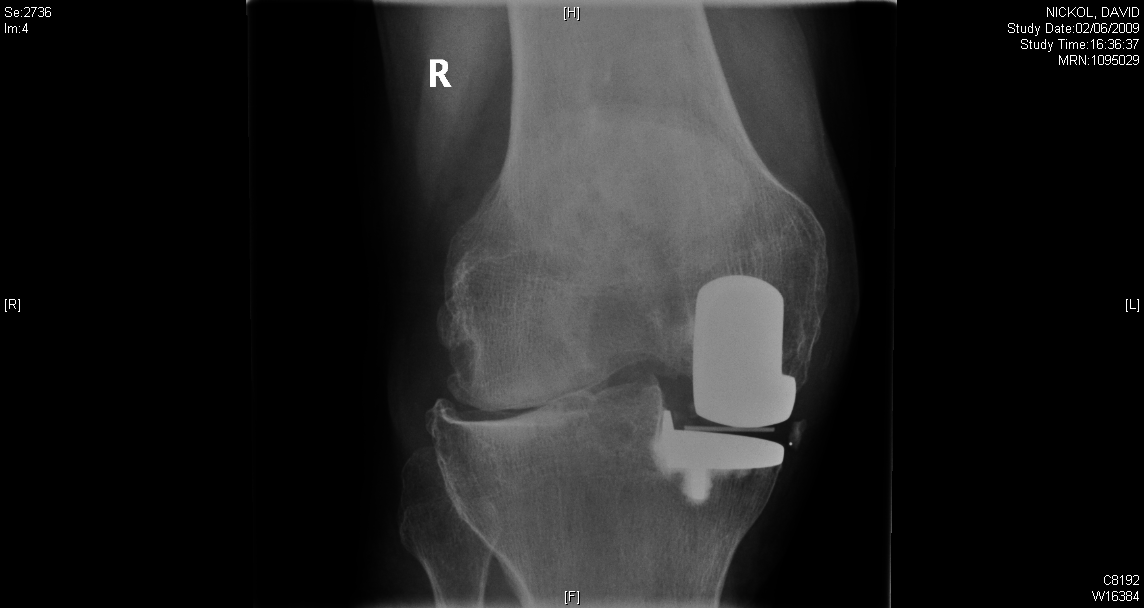 Se:2736
Im:4
[H]
NICKOL, DAVID
Study Date:02/06/2009
Study Time:16:36:37
MRN:1095029
R
[R]
[L]
[F]
C8192
W16384